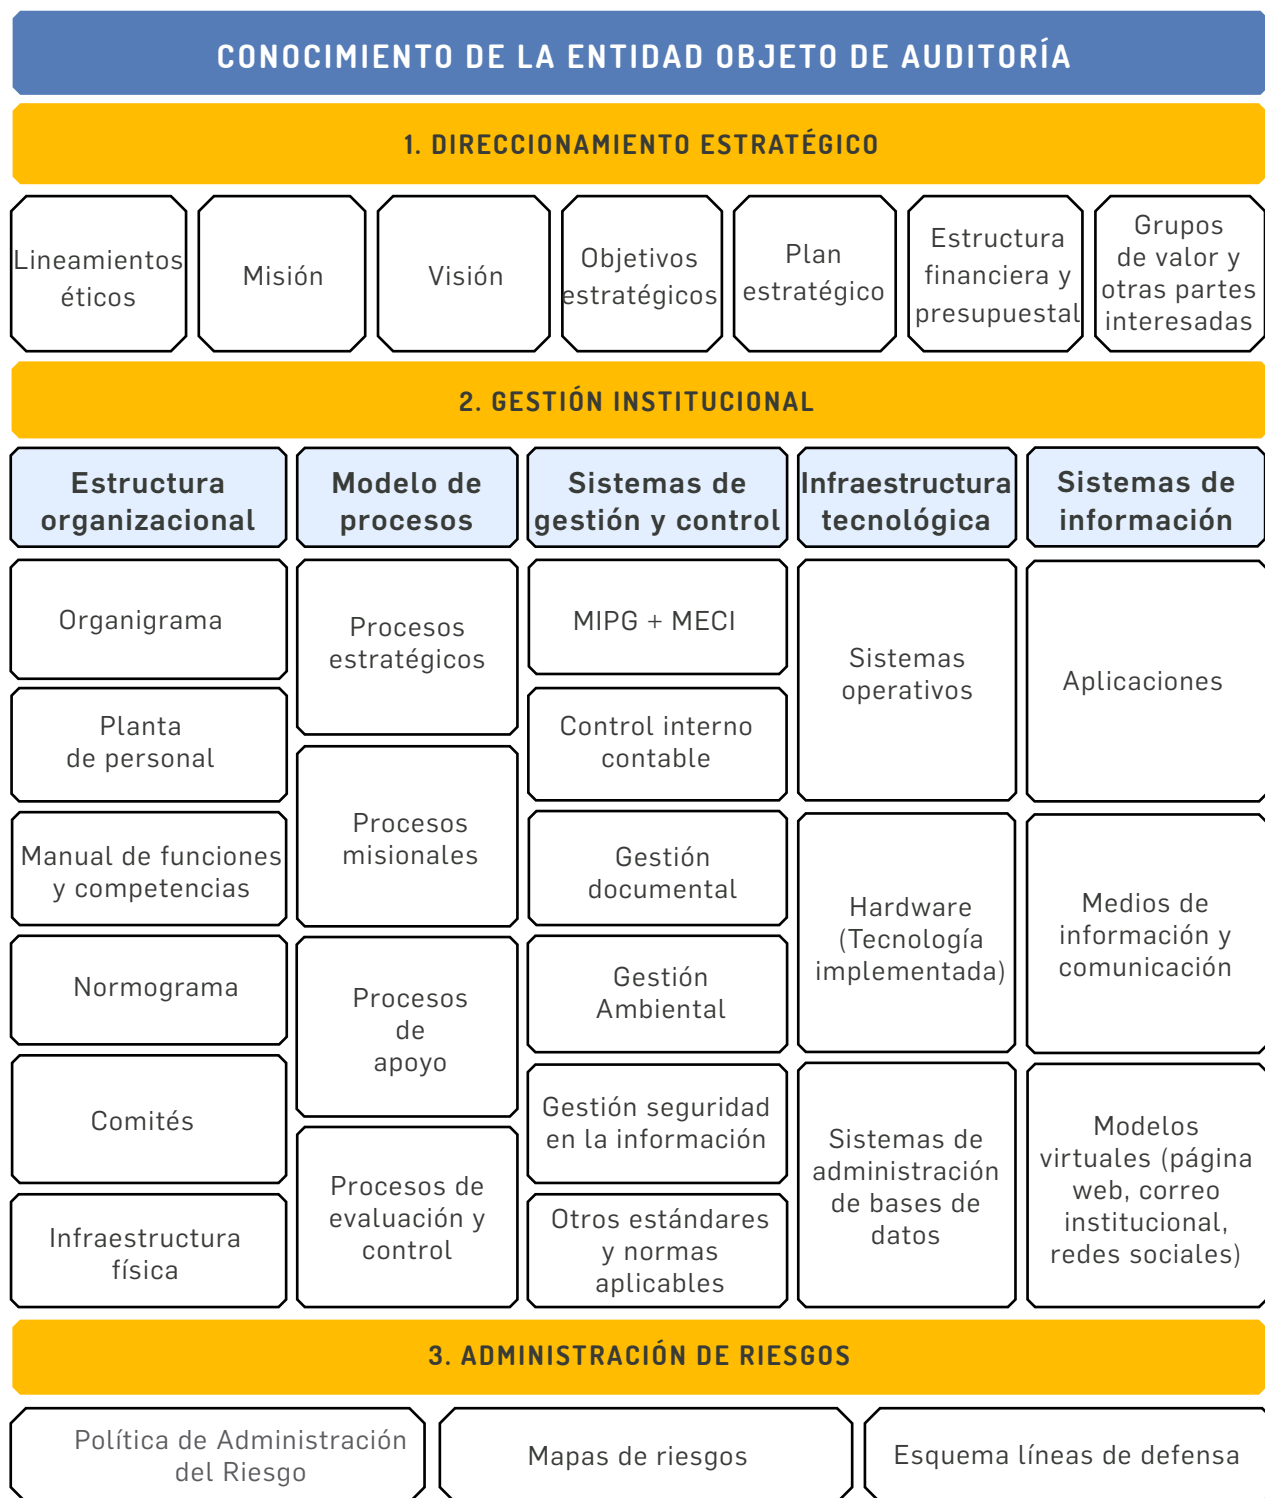 CONOCIMIENTO DE LA ENTIDAD OBJETO DE AUDITORÍA
1. DIRECCIONAMIENTO ESTRATÉGICO
Lineamientos
éticos
Misión
Visión
Objetivos
estratégicos
Plan
estratégico
Estructura
financiera y
presupuestal
Grupos
de valor y
otras partes
interesadas
2. GESTIÓN INSTITUCIONAL
Estructura
organizacional
Organigrama
Planta
de personal
Manual de funciones
y competencias
Normograma
Comités
Infraestructura
física
Modelo de
procesos
Procesos
estratégicos
Procesos
misionales
Procesos
de
apoyo
Procesos de
evaluación y
control
Sistemas de
gestión y control
MIPG + MECI
Control interno
contable
Gestión
documental
Gestión
Ambiental
Gestión seguridad
en la información
Otros estándares
y normas
aplicables
Infraestructura
tecnológica
Sistemas
operativos
Hardware
(Tecnología
implementada)
Sistemas de
administración
de bases de
datos
Sistemas de
información
Aplicaciones
Medios de
información y
comunicación
Modelos
virtuales (página
web, correo
institucional,
redes sociales)
3. ADMINISTRACIÓN DE RIESGOS
Política de Administración
del Riesgo
Mapas de riesgos
Esquema líneas de defensa